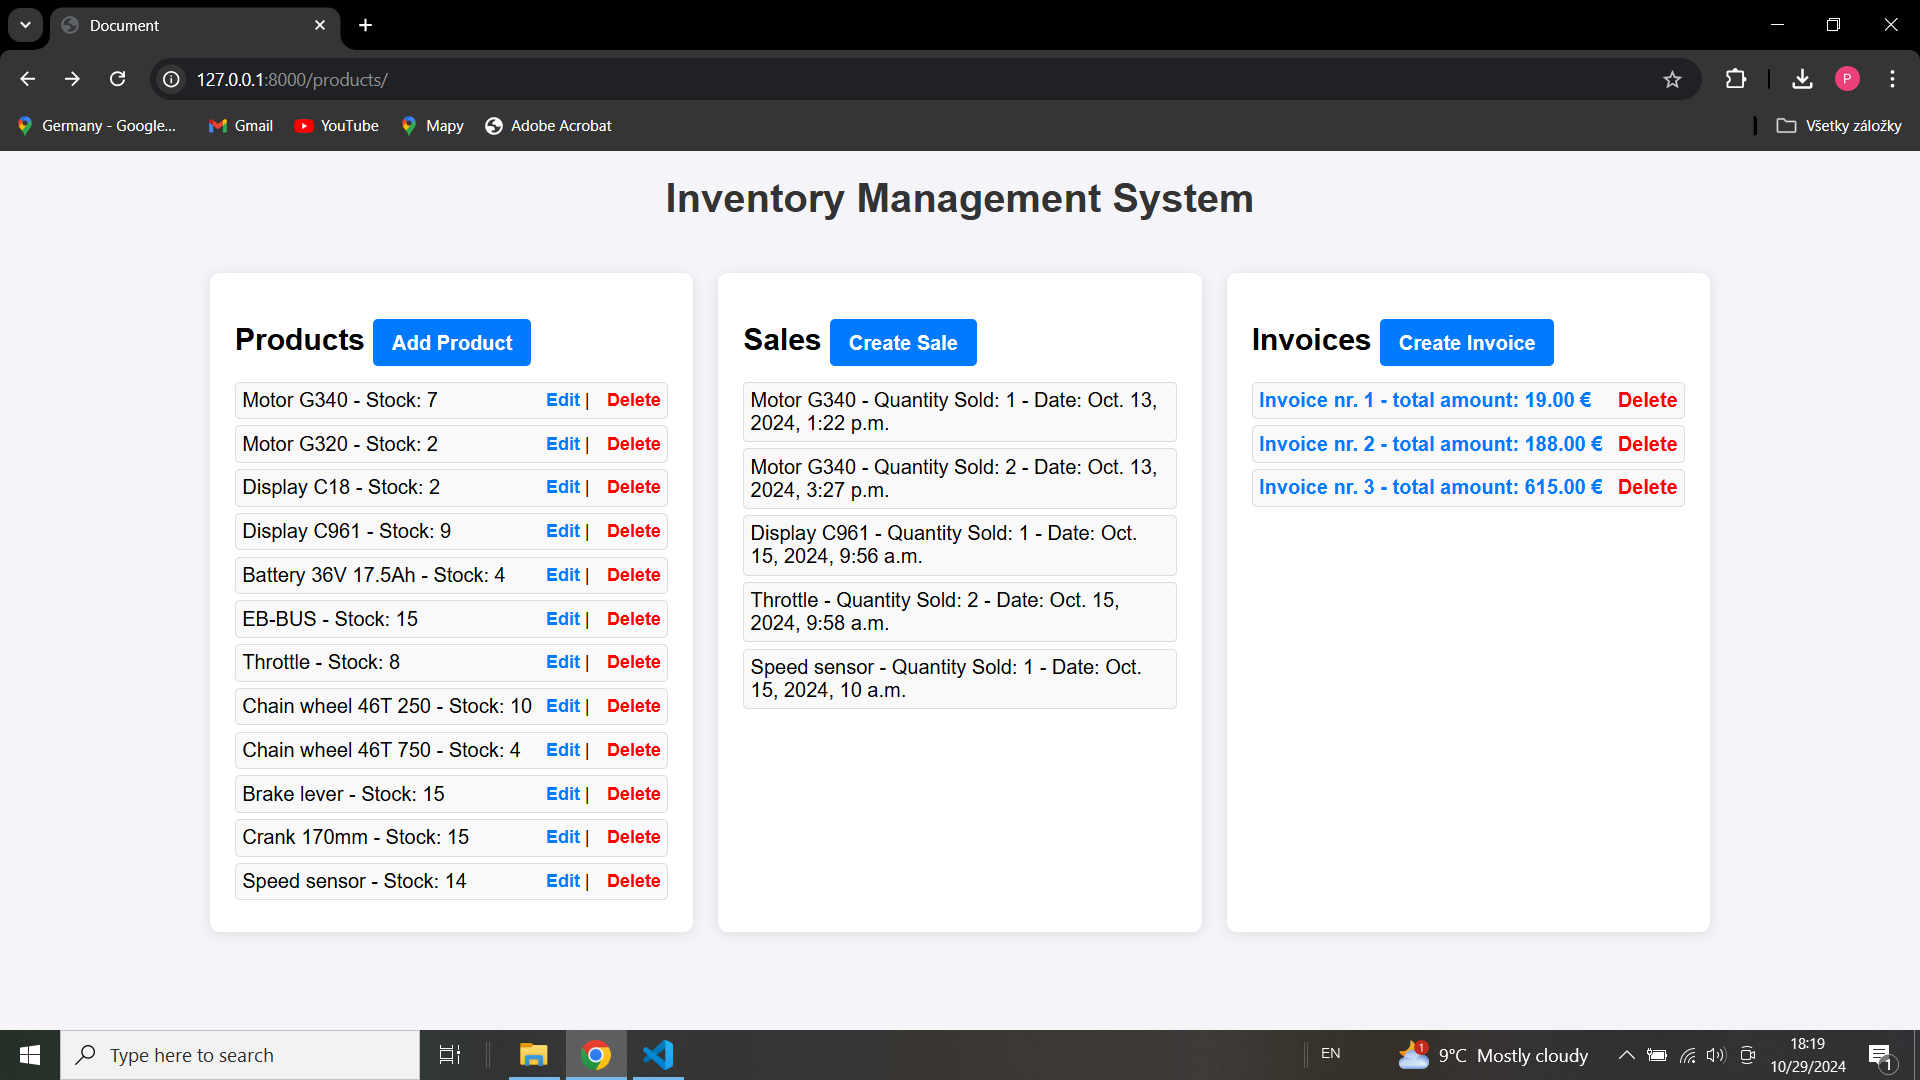 Document
127.0.0.1:8000/products/
P
Germany - Google...
Gmail
YouTube
Mapy
Adobe Acrobat
Všetky záložky
Inventory Management System
Products
Add Product
Motor G340 - Stock: 7 Edit | Delete
Motor G320 - Stock: 2 Edit | Delete
Display C18 - Stock: 2 Edit | Delete
Display C961 - Stock: 9 Edit | Delete
Battery 36V 17.5Ah - Stock: 4 Edit | Delete
EB-BUS - Stock: 15 Edit | Delete
Throttle - Stock: 8 Edit | Delete
Chain wheel 46T 250 - Stock: 10 Edit | Delete
Chain wheel 46T 750 - Stock: 4 Edit | Delete
Brake lever - Stock: 15 Edit | Delete
Crank 170mm - Stock: 15 Edit | Delete
Speed sensor - Stock: 14 Edit | Delete
Sales
Create Sale
Motor G340 - Quantity Sold: 1 - Date: Oct. 13,
2024, 1:22 p.m.
Motor G340 - Quantity Sold: 2 - Date: Oct. 13,
2024, 3:27 p.m.
Display C961 - Quantity Sold: 1 - Date: Oct.
15, 2024, 9:56 a.m.
Throttle - Quantity Sold: 2 - Date: Oct. 15,
2024, 9:58 a.m.
Speed sensor - Quantity Sold: 1 - Date: Oct.
15, 2024, 10 a.m.
Invoices
Create Invoice
Invoice nr. 1 - total amount: 19.00 € Delete
Invoice nr. 2 - total amount: 188.00 € Delete
Invoice nr. 3 - total amount: 615.00 € Delete
Type here to search
EN
1
9°C Mostly cloudy
18:19
10/29/2024
1